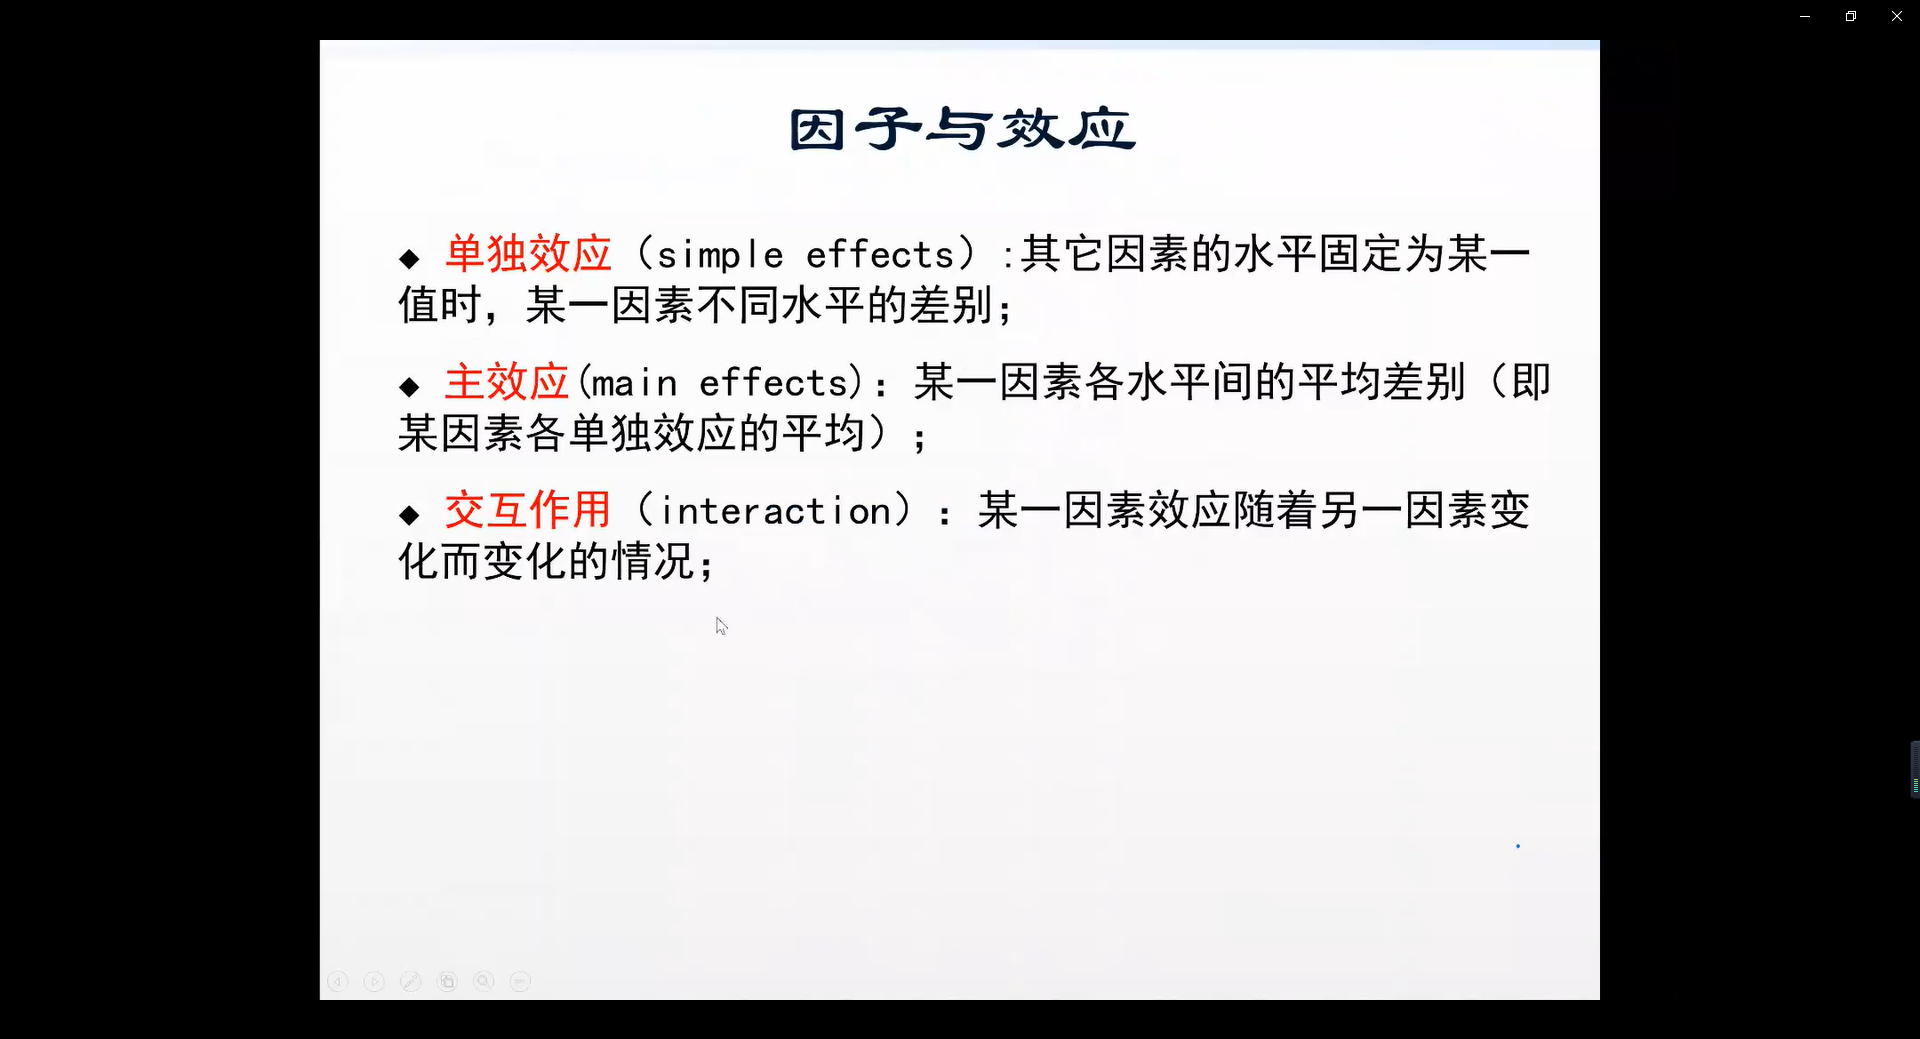 因子与效应
◆ 单独效应（simple effects）:其它因素的水平固定为某一
值时，某一因素不同水平的差别；
◆ 主效应(main effects)：某一因素各水平间的平均差别（即
某因素各单独效应的平均）；
◆ 交互作用（interaction）：某一因素效应随着另一因素变
化而变化的情况；